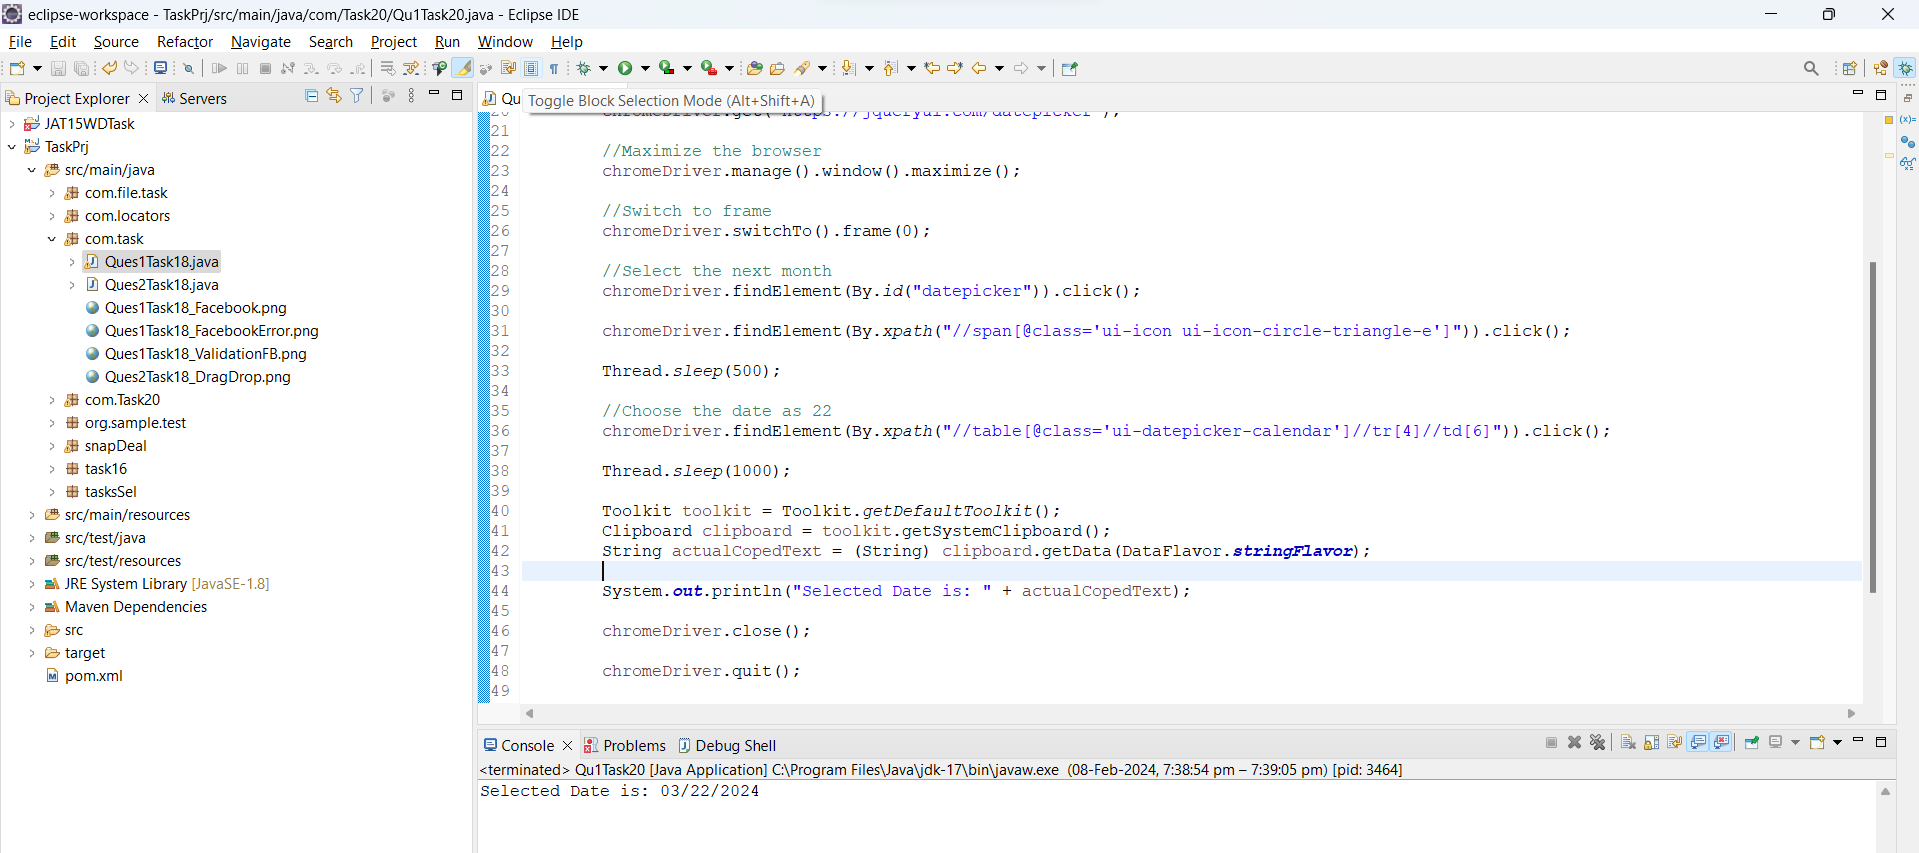 eclipse-workspace - TaskPrj/src/main/java/com/Task20/Qu1Task20.java - Eclipse IDE
File Edit Source Refactor Navigate Search Project Run Window Help
Project Explorer Servers
Qu Toggle Block Selection Mode (Alt+Shift+A)
JAT15WDTask
TaskPrj
src/main/java
com.file.task
com.locators
com.task
Ques1Task18.java
Ques2Task18.java
Ques1Task18_Facebook.png
Ques1Task18_FacebookError.png
Ques1Task18_ValidationFB.png
Ques2Task18_DragDrop.png
com.Task20
org.sample.test
snapDeal
task16
tasksSel
src/main/resources
src/test/java
src/test/resources
JRE System Library [JavaSE-1.8]
Maven Dependencies
src
target
pom.xml
20 chromeDriver.get("https://jqueryui.com/datepicker");
21
22 //Maximize the browser
23 chromeDriver.manage().window().maximize();
24
25 //Switch to frame
26 chromeDriver.switchTo().frame(0);
27
28 //Select the next month
29 chromeDriver.findElement(By.id("datepicker")).click();
30
31 chromeDriver.findElement(By.xpath("//span[@class='ui-icon ui-icon-circle-triangle-e']")).click();
32
33 Thread.sleep(500);
34
35 //Choose the date as 22
36 chromeDriver.findElement(By.xpath("//table[@class='ui-datepicker-calendar']//tr[4]//td[6]")).click();
37
38 Thread.sleep(1000);
39
40 Toolkit toolkit = Toolkit.getDefaultToolkit();
41 Clipboard clipboard = toolkit.getSystemClipboard();
42 String actualCopedText = (String) clipboard.getData(DataFlavor.stringFlavor);
43
44 System.out.println("Selected Date is: " + actualCopedText);
45
46 chromeDriver.close();
47
48 chromeDriver.quit();
49
Console Problems Debug Shell
<terminated> Qu1Task20 [Java Application] C:\Program Files\Java\jdk-17\bin\javaw.exe (08-Feb-2024, 7:38:54 pm – 7:39:05 pm) [pid: 3464]
Selected Date is: 03/22/2024